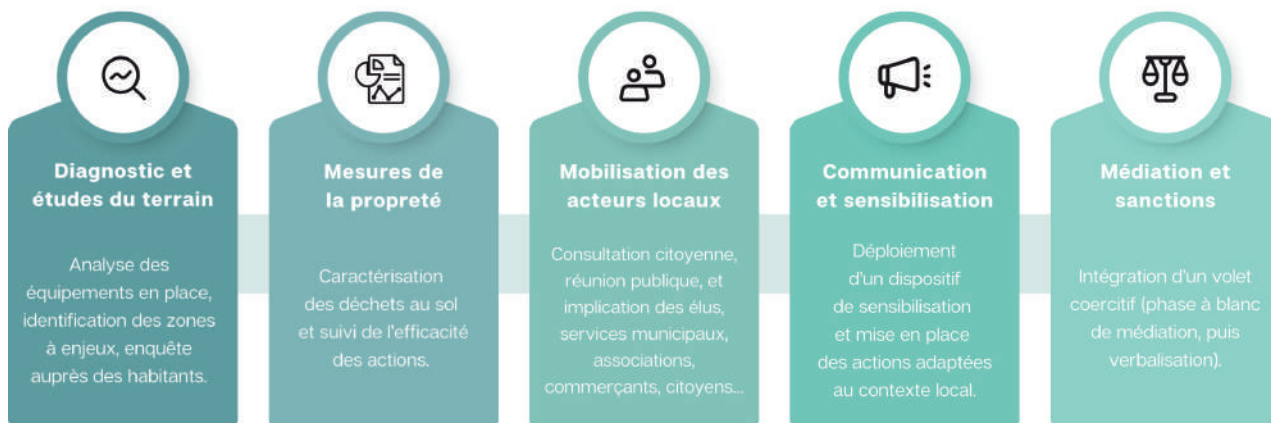 Diagnostic et
études du terrain
Analyse des
équipements en place,
identification des zones
à enjeux, enquête
auprès des habitants.
Mesures de
la propreté
Caractérisation
des déchets au sol
et suivi de l'efficacité
des actions.
Mobilisation des
acteurs locaux
Consultation citoyenne,
réunion publique, et
implication des élus,
services municipaux,
associations,
commerçants, citoyens...
Communication
et sensibilisation
Déploiement
d'un dispositif
de sensibilisation
et mise en place
des actions adaptées
au contexte local.
Médiation et
sanctions
Intégration d'un volet
coercitif (phase à blanc
de médiation, puis
verbalisation).